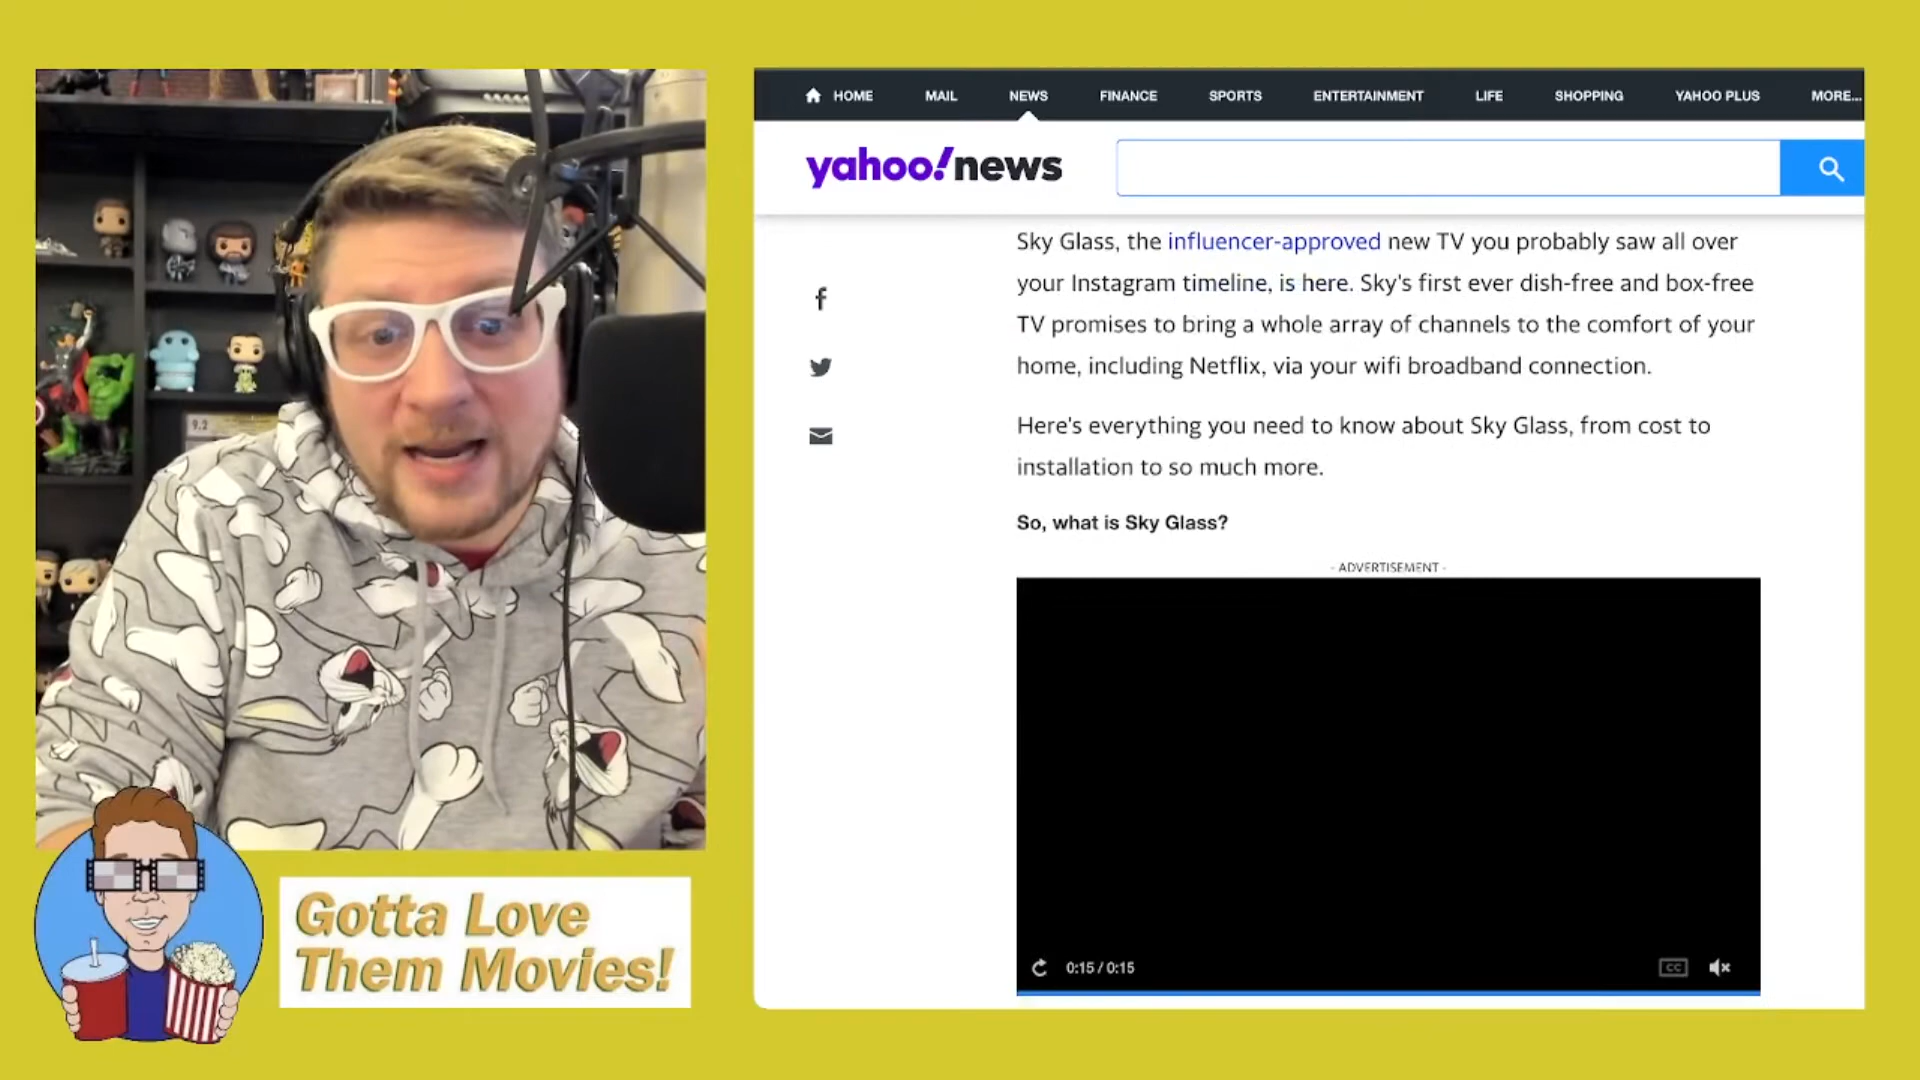 HOME MAIL NEWS FINANCE SPORTS ENTERTAINMENT LIFE SHOPPING YAHOO PLUS MORE...
yahoo!news
Sky Glass, the influencer-approved new TV you probably saw all over
your Instagram timeline, is here. Sky's first ever dish-free and box-free
TV promises to bring a whole array of channels to the comfort of your
home, including Netflix, via your wifi broadband connection.
Here's everything you need to know about Sky Glass, from cost to
installation to so much more.
So, what is Sky Glass?
- ADVERTISEMENT -
0:15 / 0:15
CC
9.2
Gotta Love
Them Movies!